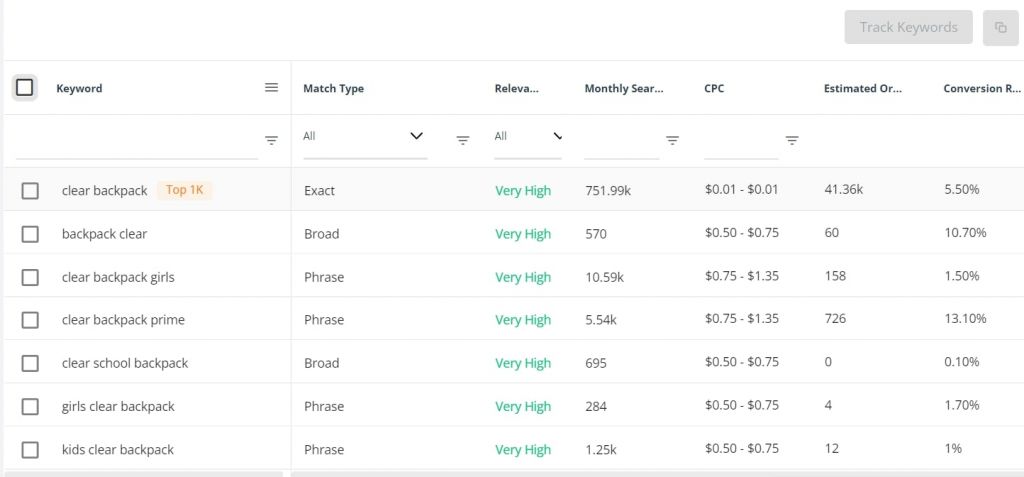 Track Keywords
Keyword Match Type Releva... Monthly Sear... CPC Estimated Or... Conversion R...
All All
clear backpack Top 1K Exact Very High 751.99k $0.01 - $0.01 41.36k 5.50%
backpack clear Broad Very High 570 $0.50 - $0.75 60 10.70%
clear backpack girls Phrase Very High 10.59k $0.75 - $1.35 158 1.50%
clear backpack prime Phrase Very High 5.54k $0.75 - $1.35 726 13.10%
clear school backpack Broad Very High 695 $0.50 - $0.75 0 0.10%
girls clear backpack Phrase Very High 284 $0.50 - $0.75 4 1.70%
kids clear backpack Phrase Very High 1.25k $0.50 - $0.75 12 1%